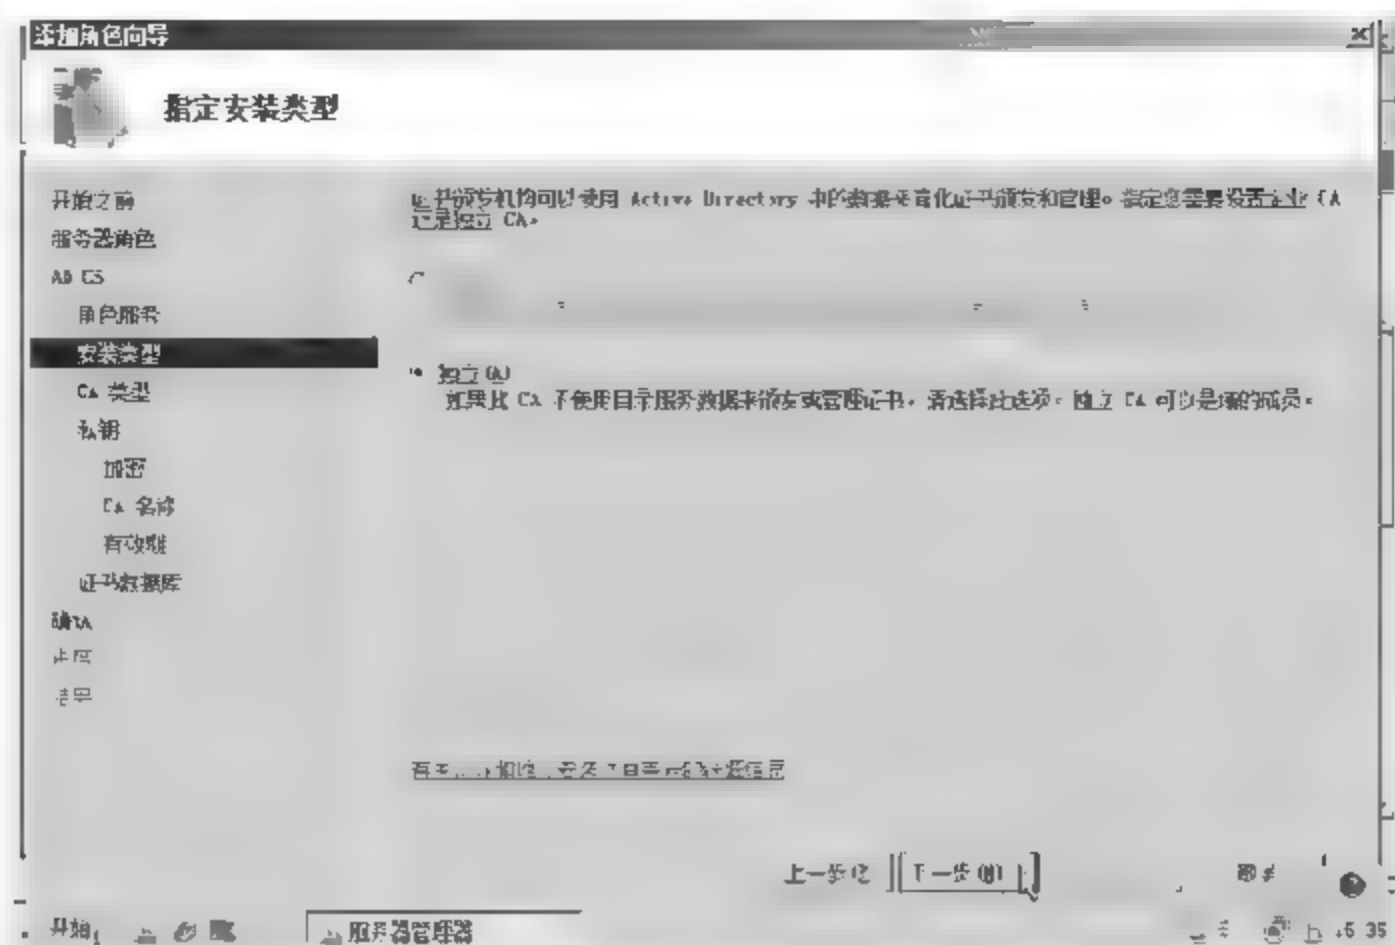 添加角色向导
指定安装类型
开始之前
服务器角色
AD CS
角色服务
安装类型
CA 类型
私钥
加密
CA 名称
有效期
证书数据库
确认
进度
结果
证书颁发机构可以使用 Active Directory 中的数据来简化证书颁发和管理。指定您需要设置企业 CA
还是独立 CA。
独立(A)
如果此 CA 不使用目录服务数据来颁发或管理证书，请选择此选项。独立 CA 可以是域的成员。
上一步(P)
下一步(N)
取消
开始
服务器管理器